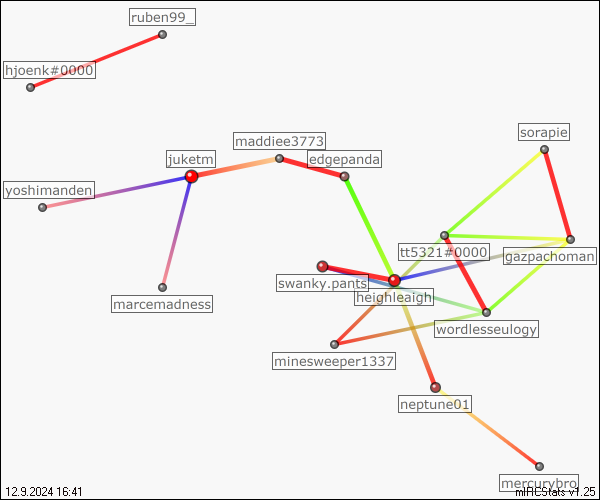 ruben99_
hjoenk#0000
sorapie
maddiee3773
juketm
edgepanda
yoshimanden
tt5321#0000
gazpachoman
swanky.pants
heighleaigh
marcemadness
wordlesseulogy
minesweeper1337
neptune01
mercurybro
12.9.2024 16:41
mIRCStats v1.25